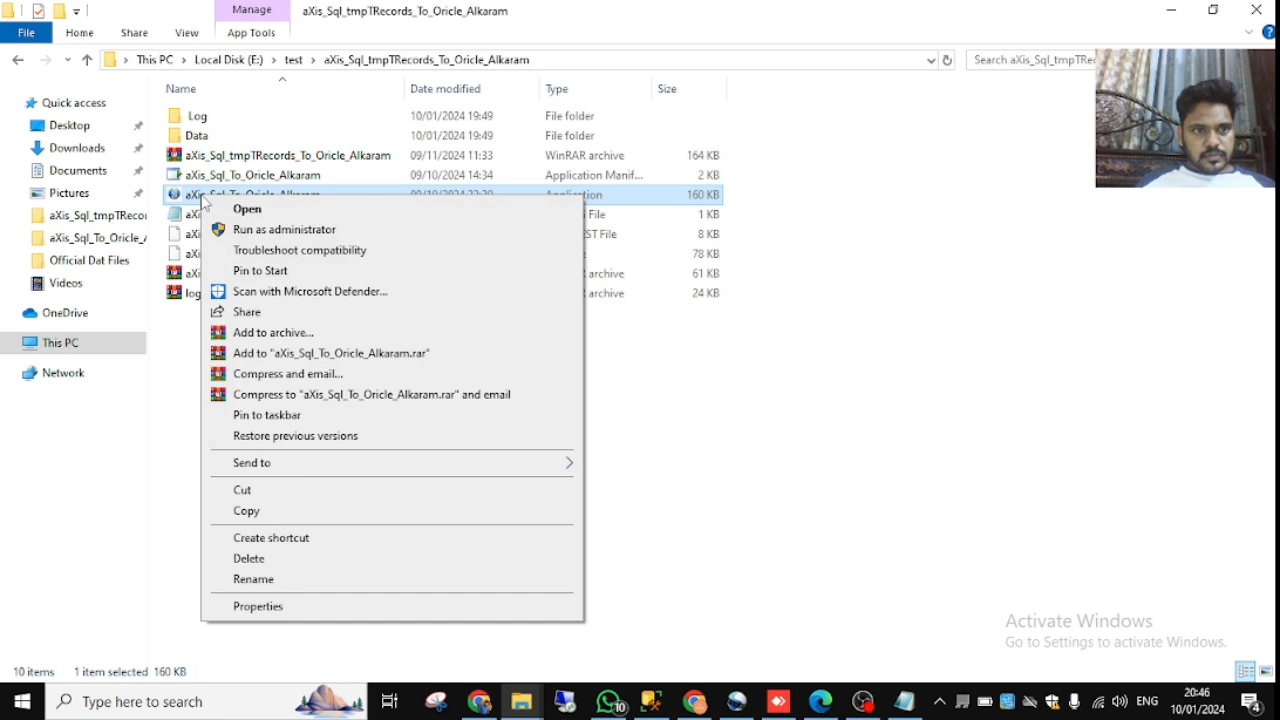 Manage
aXis_Sql_tmpTRecords_To_Oricle_Alkaram
File Home Share View App Tools
This PC Local Disk (E:) test aXis_Sql_tmpTRecords_To_Oricle_Alkaram
Search aXis_Sql_tmpTRec
Name Date modified Type Size
Quick access
Desktop
Downloads
Documents
Pictures
aXis_Sql_tmpTReco
aXis_Sql_To_Oricle_A
Official Dat Files
Videos
OneDrive
This PC
Network
Log 10/01/2024 19:49 File folder
Data 10/01/2024 19:49 File folder
aXis_Sql_tmpTRecords_To_Oricle_Alkaram 09/11/2024 11:33 WinRAR archive 164 KB
aXis_Sql_To_Oricle_Alkaram 09/10/2024 14:34 Application Manif... 2 KB
aXis_Sql_To_Oricle_Alkaram Application 160 KB
aXi File 1 KB
aXi EST File 8 KB
aXi 78 KB
aXi archive 61 KB
log archive 24 KB
Open
Run as administrator
Troubleshoot compatibility
Pin to Start
Scan with Microsoft Defender...
Share
Add to archive...
Add to "aXis_Sql_To_Oricle_Alkaram.rar"
Compress and email...
Compress to "aXis_Sql_To_Oricle_Alkaram.rar" and email
Pin to taskbar
Restore previous versions
Send to
Cut
Copy
Create shortcut
Delete
Rename
Properties
Activate Windows
Go to Settings to activate Windows.
10 items 1 item selected 160 KB
Type here to search
10
ENG
20:46
10/01/2024
4